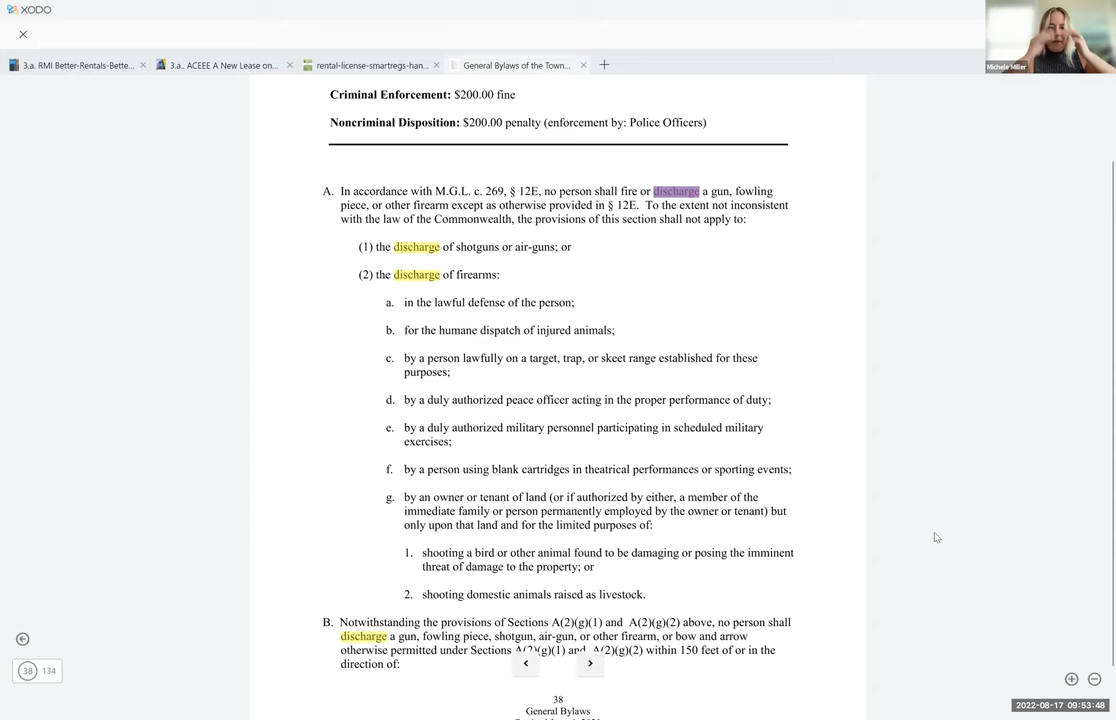 XODO
3.a. RMI Better-Rentals-Bette...
3.a.. ACEEE A New Lease on...
rental-license-smartregs-han...
General Bylaws of the Town...
Michele Miller
Criminal Enforcement: $200.00 fine
Noncriminal Disposition: $200.00 penalty (enforcement by: Police Officers)
A. In accordance with M.G.L. c. 269, § 12E, no person shall fire or discharge a gun, fowling
piece, or other firearm except as otherwise provided in § 12E. To the extent not inconsistent
with the law of the Commonwealth, the provisions of this section shall not apply to:
(1) the discharge of shotguns or air-guns; or
(2) the discharge of firearms:
a. in the lawful defense of the person;
b. for the humane dispatch of injured animals;
c. by a person lawfully on a target, trap, or skeet range established for these
purposes;
d. by a duly authorized peace officer acting in the proper performance of duty;
e. by a duly authorized military personnel participating in scheduled military
exercises;
f. by a person using blank cartridges in theatrical performances or sporting events;
g. by an owner or tenant of land (or if authorized by either, a member of the
immediate family or person permanently employed by the owner or tenant) but
only upon that land and for the limited purposes of:
1. shooting a bird or other animal found to be damaging or posing the imminent
threat of damage to the property; or
2. shooting domestic animals raised as livestock.
B. Notwithstanding the provisions of Sections A(2)(g)(1) and A(2)(g)(2) above, no person shall
discharge a gun, fowling piece, shotgun, air-gun, or other firearm, or bow and arrow
otherwise permitted under Sections A(2)(g)(1) and A(2)(g)(2) within 150 feet of or in the
direction of:
38 134
38
General Bylaws
2022-08-17 09:53:48